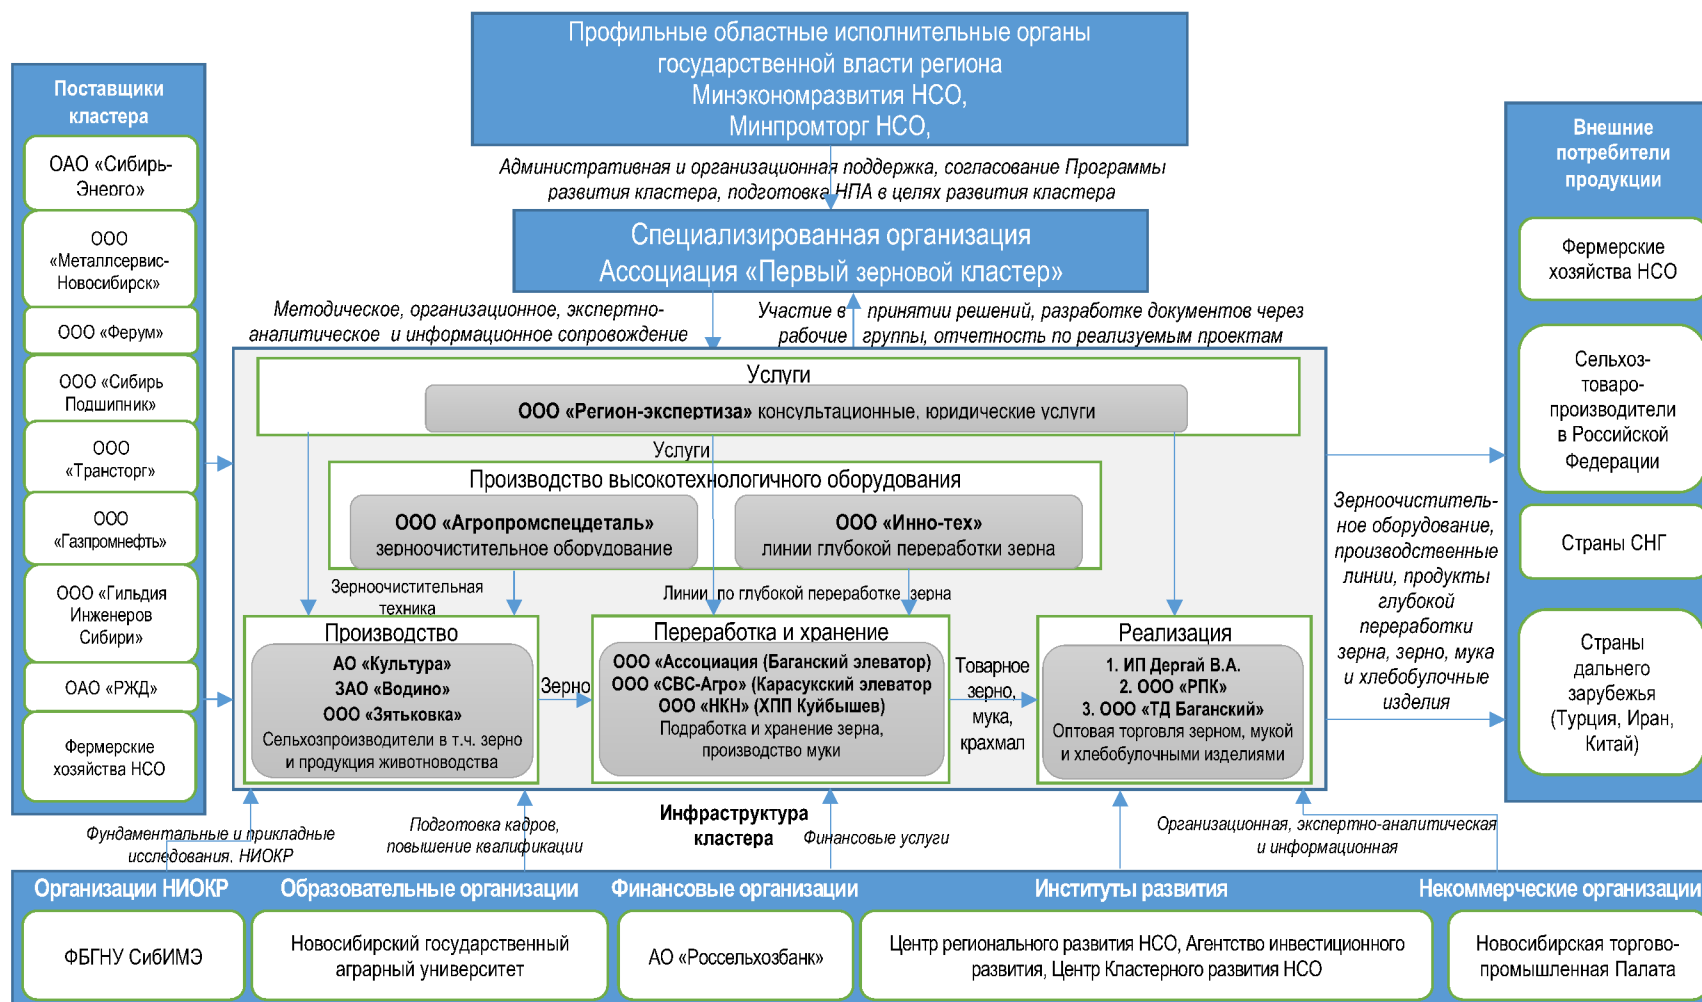 Профильные областные исполнительные органы
государственной власти региона
Минэкономразвития НСО,
Минпромторг НСО,
Административная и организационная поддержка, согласование Программы
развития кластера, подготовка НПА в целях развития кластера
Специализированная организация
Ассоциация «Первый зерновой кластер»
Методическое, организационное, экспертно-
аналитическое и информационное сопровождение
Участие в принятии решений, разработке документов через
рабочие группы, отчетность по реализуемым проектам
Поставщики
кластера
ОАО «Сибирь-
Энерго»
ООО
«Металлсервис-
Новосибирск»
ООО «Ферум»
ООО «Сибирь
Подшипник»
ООО
«Трансторг»
ООО
«Газпромнефть»
ООО «Гильдия
Инженеров
Сибири»
ОАО «РЖД»
Фермерские
хозяйства НСО
Услуги
ООО «Регион-экспертиза» консультационные, юридические услуги
Услуги
Производство высокотехнологичного оборудования
ООО «Агропромспецдеталь»
зерноочистительное оборудование
ООО «Инно-тех»
линии глубокой переработки зерна
Зерноочистительная
техника
Линии по глубокой переработке зерна
Производство
АО «Культура»
ЗАО «Водино»
ООО «Зятьковка»
Сельхозпроизводители в т.ч. зерно
и продукция животноводства
Зерно
Переработка и хранение
ООО «Ассоциация (Баганский элеватор)
ООО «СВС-Агро» (Карасукский элеватор
ООО «НКН» (ХПП Куйбышев)
Подработка и хранение зерна,
производство муки
Товарное
зерно,
мука,
крахмал
Реализация
1. ИП Дергай В.А.
2. ООО «РПК»
3. ООО «ТД Баганский»
Оптовая торговля зерном, мукой
и хлебобулочными изделиями
Зерноочиститель-
ное оборудование,
производственные
линии, продукты
глубокой
переработки
зерна, зерно, мука
и хлебобулочные
изделия
Внешние
потребители
продукции
Фермерские
хозяйства НСО
Сельхоз-
товаро-
производители
в Российской
Федерации
Страны СНГ
Страны
дальнего
зарубежья
(Турция, Иран,
Китай)
Инфраструктура
кластера
Фундаментальные и прикладные
исследования, НИОКР
Подготовка кадров,
повышение квалификации
Финансовые услуги
Организационная, экспертно-аналитическая
и информационная
Организации НИОКР
ФБГНУ СибИМЭ
Образовательные организации
Новосибирский государственный
аграрный университет
Финансовые организации
АО «Россельхозбанк»
Институты развития
Центр регионального развития НСО, Агентство инвестиционного
развития, Центр Кластерного развития НСО
Некоммерческие организации
Новосибирская торгово-
промышленная Палата